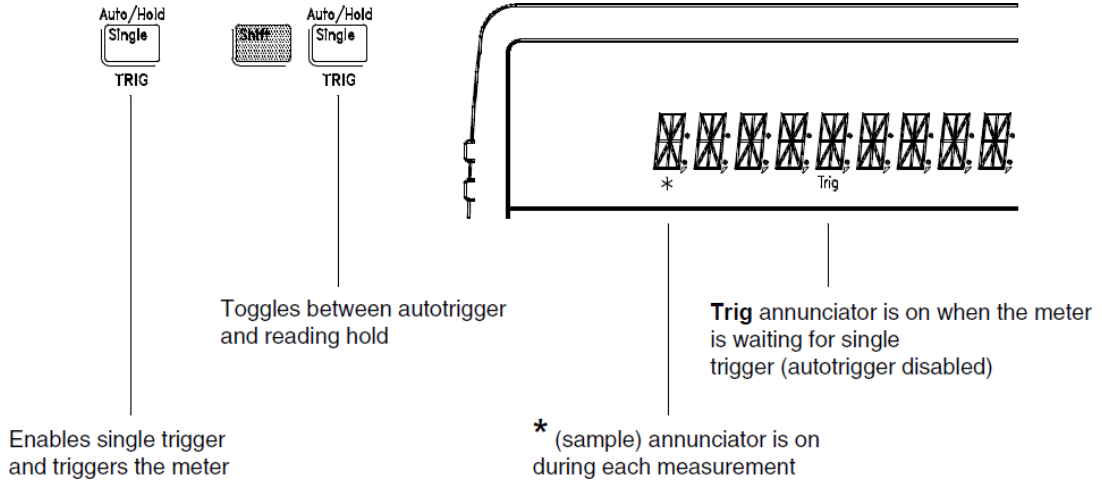 Auto/Hold
Single
TRIG
Shift
Auto/Hold
Single
TRIG
*
Trig
Toggles between autotrigger
and reading hold
Trig annunciator is on when the meter
is waiting for single
trigger (autotrigger disabled)
Enables single trigger
and triggers the meter
* (sample) annunciator is on
during each measurement